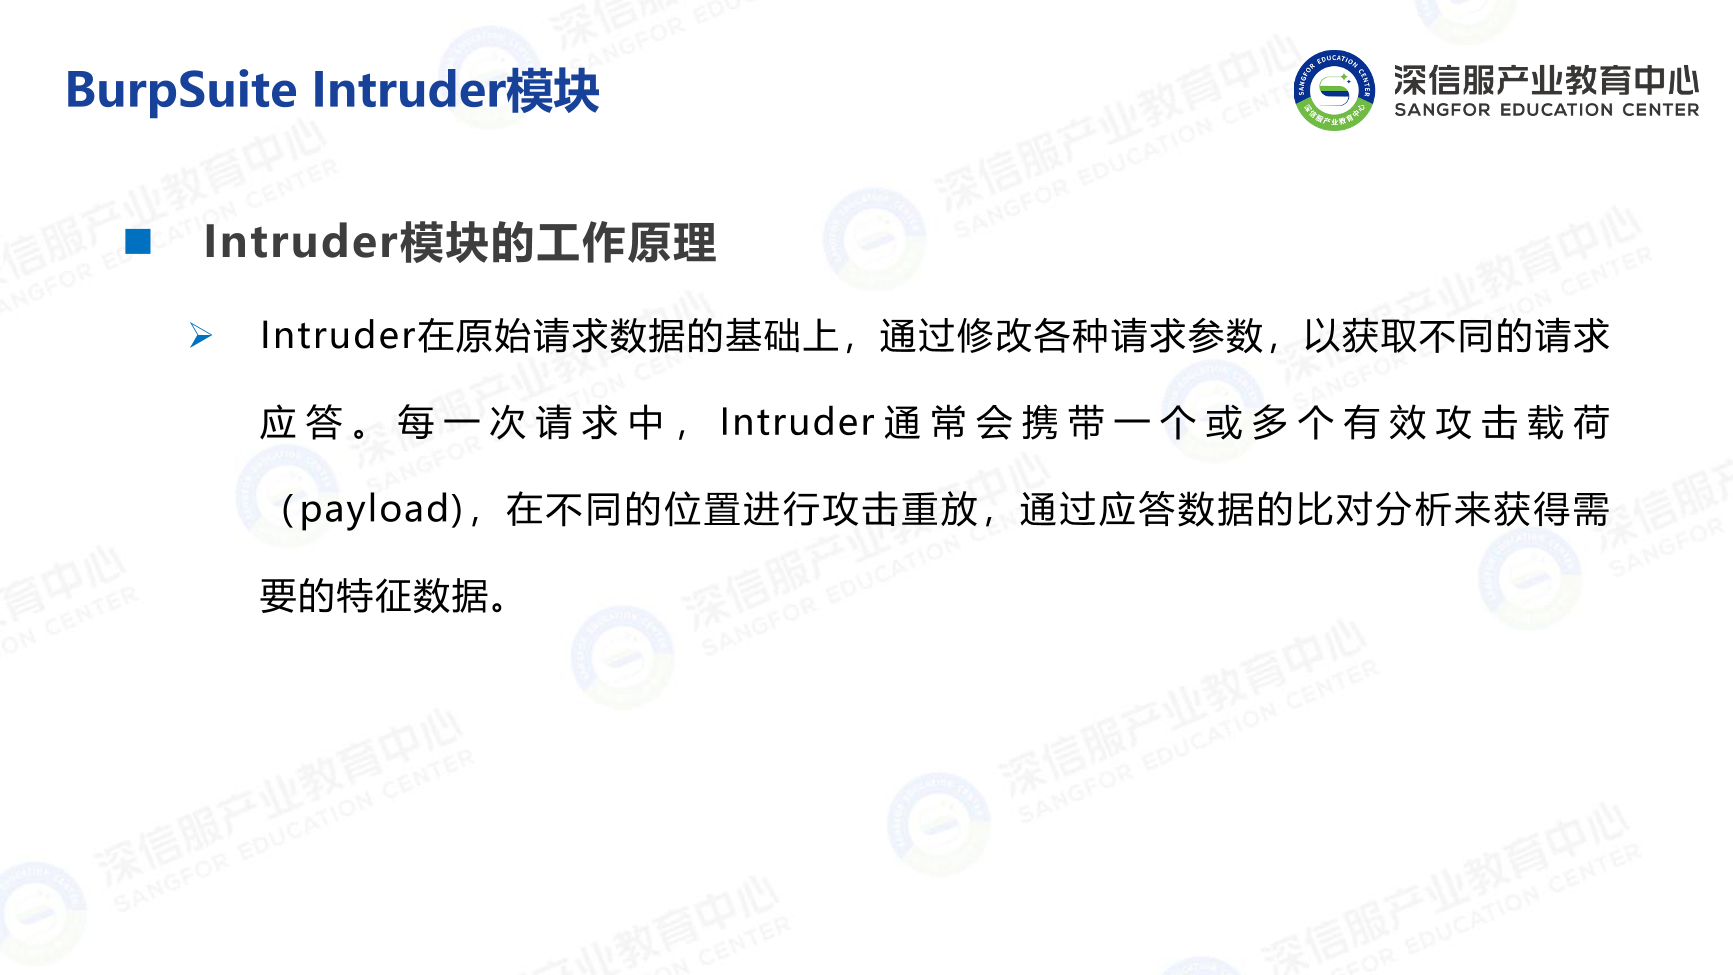 BurpSuite Intruder模块
深信服产业教育中心
SANGFOR EDUCATION CENTER
Intruder模块的工作原理
Intruder在原始请求数据的基础上，通过修改各种请求参数，以获取不同的请求
应答。每一次请求中，Intruder通常会携带一个或多个有效攻击载荷
（payload)，在不同的位置进行攻击重放，通过应答数据的比对分析来获得需
要的特征数据。